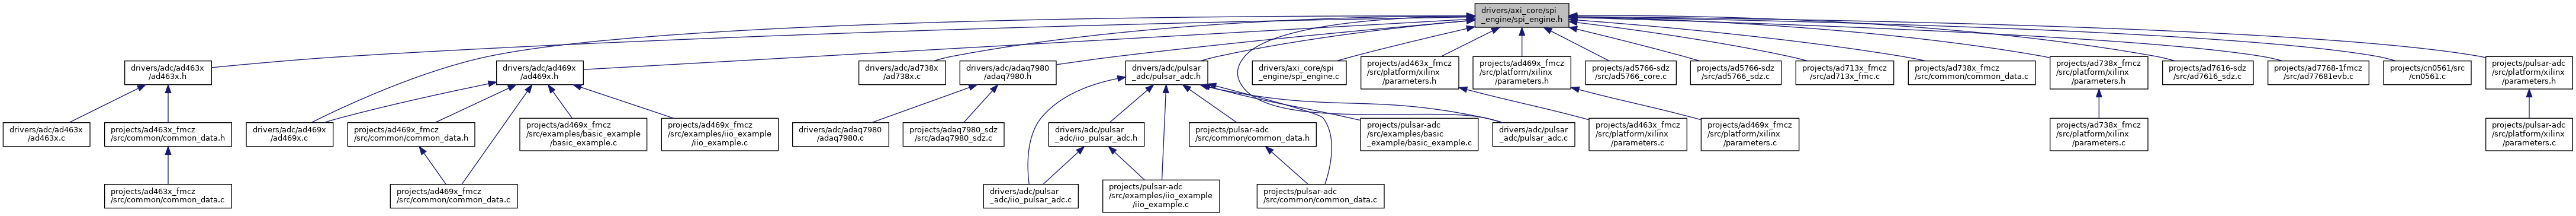 drivers/axi_core/spi
_engine/spi_engine.h
drivers/adc/ad463x
/ad463x.h
drivers/adc/ad469x
/ad469x.h
drivers/adc/ad738x
/ad738x.c
drivers/adc/adaq7980
/adaq7980.h
drivers/adc/pulsar
_adc/pulsar_adc.h
drivers/axi_core/spi
_engine/spi_engine.c
projects/ad463x_fmcz
/src/platform/xilinx
/parameters.h
projects/ad469x_fmcz
/src/platform/xilinx
/parameters.h
projects/ad5766-sdz
/src/ad5766_core.c
projects/ad5766-sdz
/src/ad5766_sdz.c
projects/ad713x_fmcz
/src/ad713x_fmc.c
projects/ad738x_fmcz
/src/common/common_data.c
projects/ad738x_fmcz
/src/platform/xilinx
/parameters.h
projects/ad7616-sdz
/src/ad7616_sdz.c
projects/ad7768-1fmcz
/src/ad77681evb.c
projects/cn0561/src
/cn0561.c
projects/pulsar-adc
/src/platform/xilinx
/parameters.h
drivers/adc/ad463x
/ad463x.c
projects/ad463x_fmcz
/src/common/common_data.h
drivers/adc/ad469x
/ad469x.c
projects/ad469x_fmcz
/src/common/common_data.h
projects/ad469x_fmcz
/src/examples/basic_example
/basic_example.c
projects/ad469x_fmcz
/src/examples/iio_example
/iio_example.c
drivers/adc/adaq7980
/adaq7980.c
projects/adaq7980_sdz
/src/adaq7980_sdz.c
drivers/adc/pulsar
_adc/iio_pulsar_adc.h
projects/pulsar-adc
/src/common/common_data.h
projects/pulsar-adc
/src/examples/basic
_example/basic_example.c
drivers/adc/pulsar
_adc/pulsar_adc.c
projects/ad463x_fmcz
/src/platform/xilinx
/parameters.c
projects/ad469x_fmcz
/src/platform/xilinx
/parameters.c
projects/ad738x_fmcz
/src/platform/xilinx
/parameters.c
projects/pulsar-adc
/src/platform/xilinx
/parameters.c
projects/ad463x_fmcz
/src/common/common_data.c
projects/ad469x_fmcz
/src/common/common_data.c
drivers/adc/pulsar
_adc/iio_pulsar_adc.c
projects/pulsar-adc
/src/examples/iio_example
/iio_example.c
projects/pulsar-adc
/src/common/common_data.c